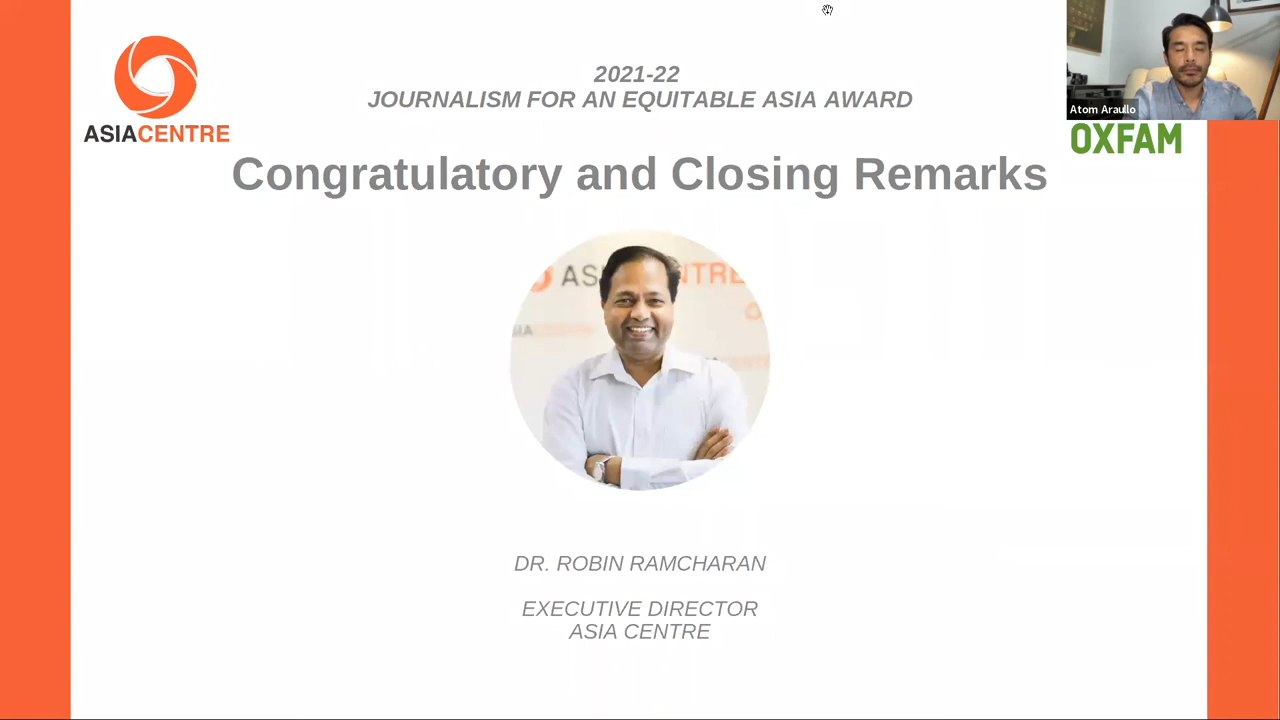 2021-22
JOURNALISM FOR AN EQUITABLE ASIA AWARD
ASIACENTRE
Atom Araullo
OXFAM
Congratulatory and Closing Remarks
DR. ROBIN RAMCHARAN
EXECUTIVE DIRECTOR
ASIA CENTRE